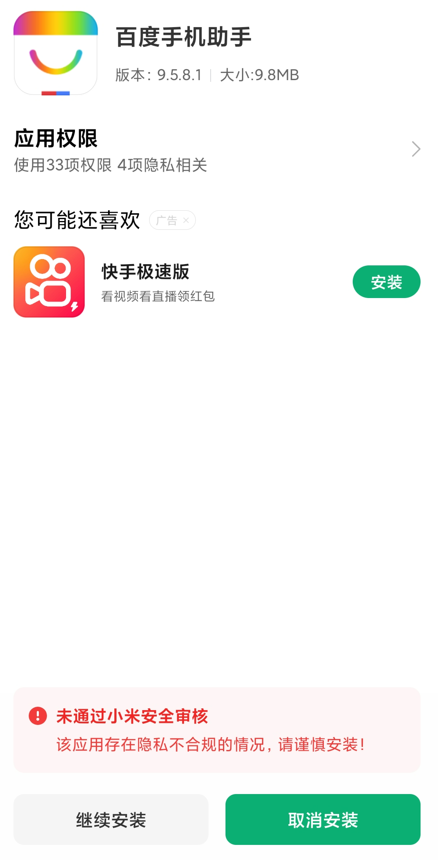 百度手机助手
版本: 9.5.8.1 | 大小:9.8MB
应用权限
使用33项权限 4项隐私相关
您可能还喜欢 广告 ×
快手极速版
看视频看直播领红包
安装
未通过小米安全审核
该应用存在隐私不合规的情况, 请谨慎安装!
继续安装
取消安装